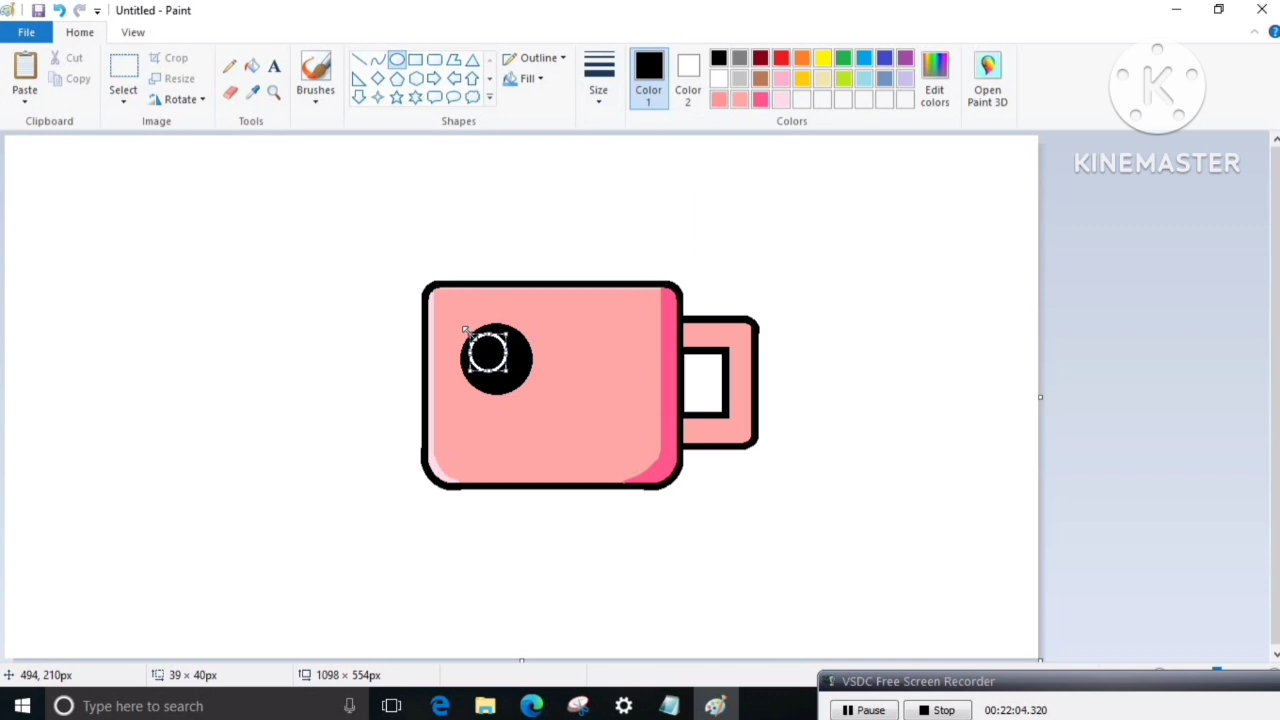 Untitled - Paint
File
Home
View
Paste
Cut
Copy
Clipboard
Select
Crop
Resize
Rotate
Image
A
Tools
Brushes
Shapes
Outline
Fill
Size
Color
1
Color
2
Edit
colors
Colors
Open
Paint 3D
K
KINEMASTER
494, 210px
39 × 40px
1098 × 554px
VSDC Free Screen Recorder
Pause
Stop
00:22:04.320
Type here to search